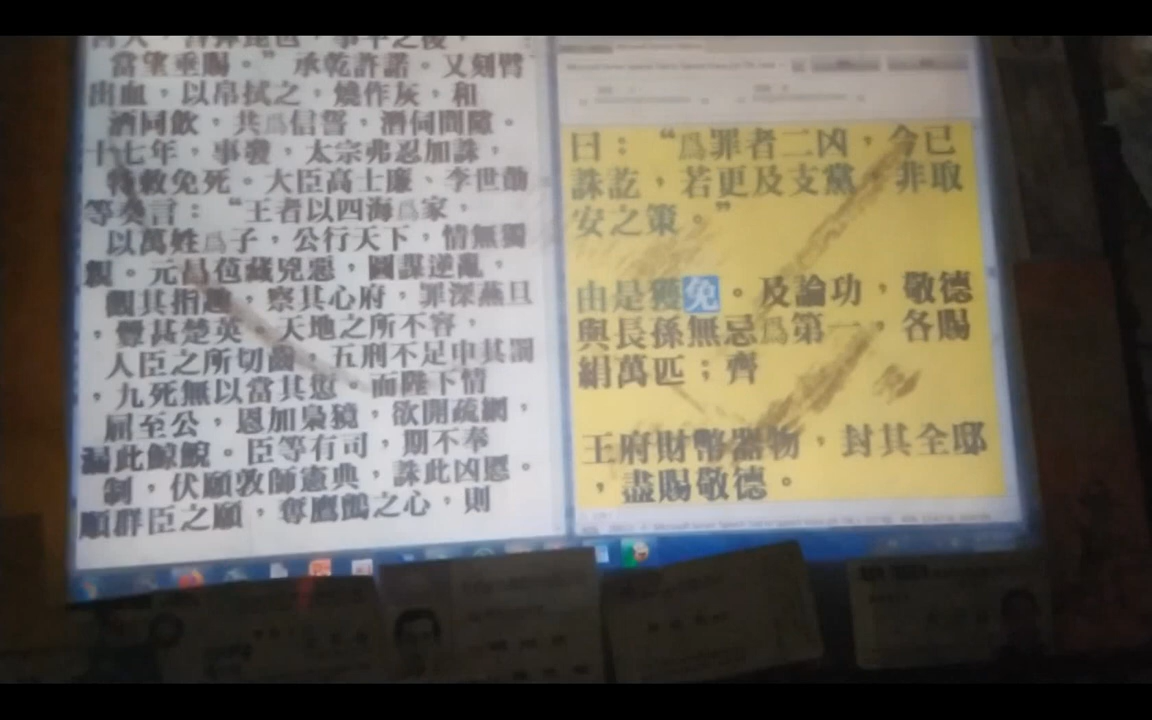 當望垂賜。”承乾許諾。又刻臂
出血，以帛拭之，燒作灰，和
酒同飲，共爲信誓，潛伺間隙。
十七年，事發，太宗弗忍加誅，
特敕免死。大臣高士廉、李世勣
等奏言：“王者以四海爲家，
以萬姓爲子，公行天下，情無獨
親。元昌苞藏兇惡，圖謀逆亂，
觀其指趣，察其心府，罪深燕旦
，釁甚楚英。天地之所不容，
人臣之所切齒，五刑不足申其罰
，九死無以當其愆。而陛下情
屈至公，恩加梟獍，欲開疏網，
漏此鯨鯢。臣等有司，期不奉
制，伏願敦師憲典，誅此凶慝。
順群臣之願，奪鷹鸇之心，則
曰：“爲罪者二凶，今已
誅訖，若更及支黨，非取
安之策。”
由是獲免。及論功，敬德
與長孫無忌爲第一，各賜
絹萬匹；齊
王府財幣器物，封其全邸
，盡賜敬德。